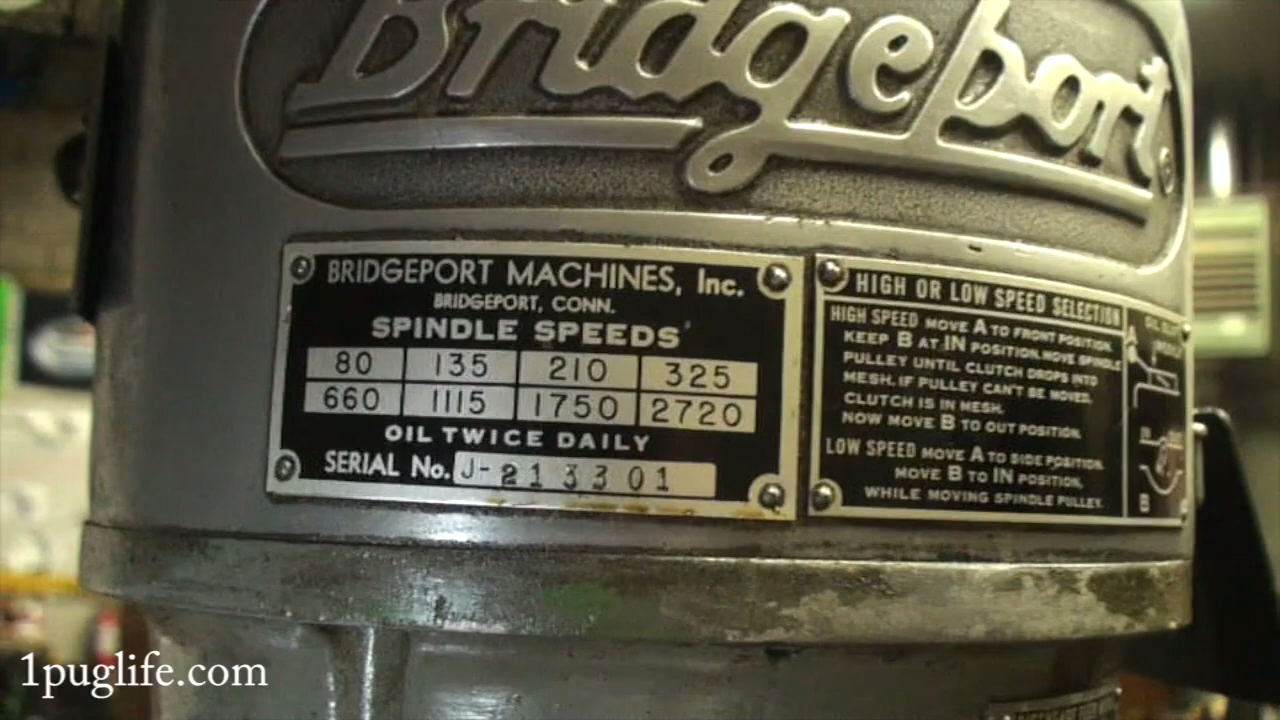 Bridgeport
®
BRIDGEPORT MACHINES, Inc.
BRIDGEPORT, CONN.
SPINDLE SPEEDS
80 135 210 325
660 1115 1750 2720
OIL TWICE DAILY
SERIAL No. J-213301
HIGH OR LOW SPEED SELECTION
HIGH SPEED MOVE A TO FRONT POSITION.
KEEP B AT IN POSITION. MOVE SPINDLE
PULLEY UNTIL CLUTCH DROPS INTO
MESH. IF PULLEY CAN'T BE MOVED,
CLUTCH IS IN MESH.
NOW MOVE B TO OUT POSITION.
LOW SPEED MOVE A TO SIDE POSITION.
MOVE B TO IN POSITION,
WHILE MOVING SPINDLE PULLEY.
IN
B
1puglife.com